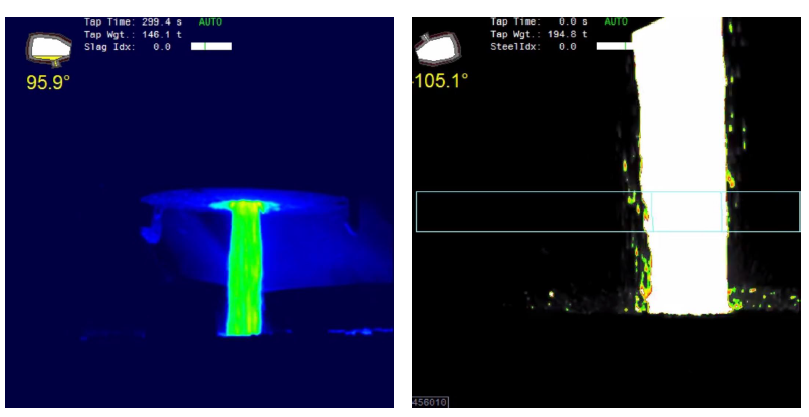 Tap Time: 299.4 s AUTO
Tap Wgt.: 146.1 t
Slag Idx: 0.0
95.9°
Tap Time: 0.0 s AUTO
Tap Wgt.: 194.8 t
SteelIdx: 0.0
-105.1°
456010